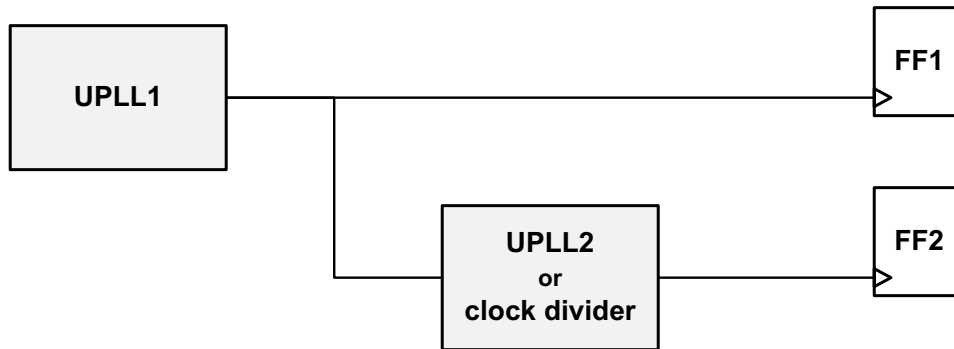 UPLL1
FF1
UPLL2
or
clock divider
FF2